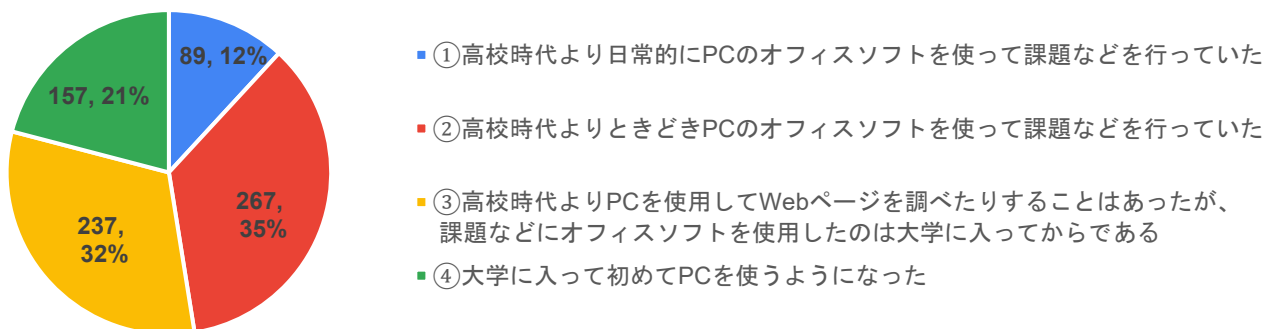 89, 12%
267,
35%
237,
32%
157, 21%
①高校時代より日常的にPCのオフィスソフトを使って課題などを行っていた
②高校時代よりときどきPCのオフィスソフトを使って課題などを行っていた
③高校時代よりPCを使用してWebページを調べたりすることはあったが、
課題などにオフィスソフトを使用したのは大学に入ってからである
④大学に入って初めてPCを使うようになった